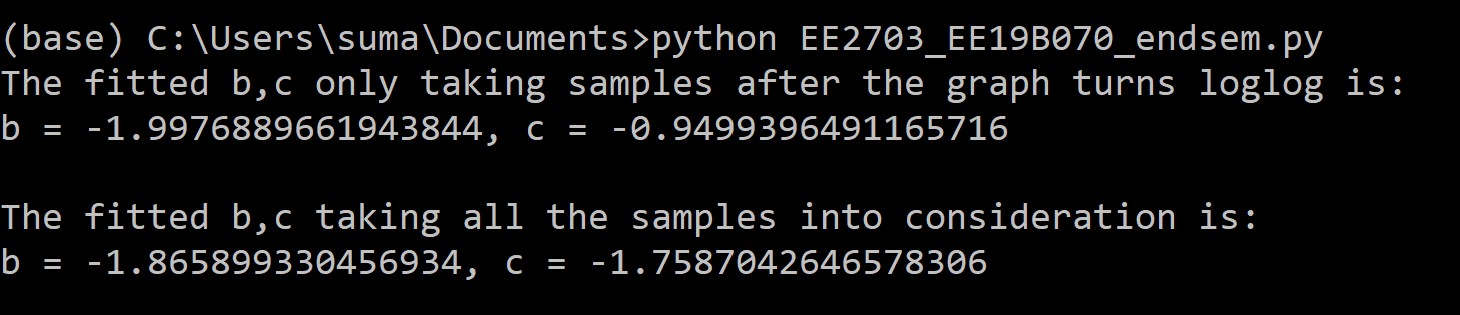 (base) C:\Users\suma\Documents>python EE2703_EE19B070_endsem.py
The fitted b,c only taking samples after the graph turns loglog is:
b = -1.9976889661943844, c = -0.9499396491165716
The fitted b,c taking all the samples into consideration is:
b = -1.865899330456934, c = -1.7587042646578306